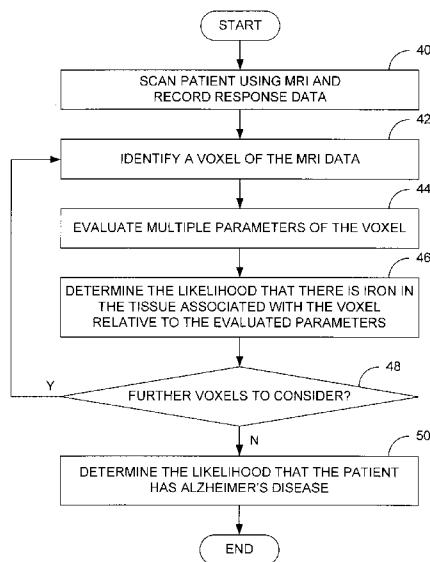 START
40
SCAN PATIENT USING MRI AND
RECORD RESPONSE DATA
42
IDENTIFY A VOXEL OF THE MRI DATA
44
EVALUATE MULTIPLE PARAMETERS OF THE VOXEL
46
DETERMINE THE LIKELIHOOD THAT THERE IS IRON IN
THE TISSUE ASSOCIATED WITH THE VOXEL
RELATIVE TO THE EVALUATED PARAMETERS
48
Y
FURTHER VOXELS TO CONSIDER?
N
50
DETERMINE THE LIKELIHOOD THAT THE PATIENT
HAS ALZHEIMER'S DISEASE
END